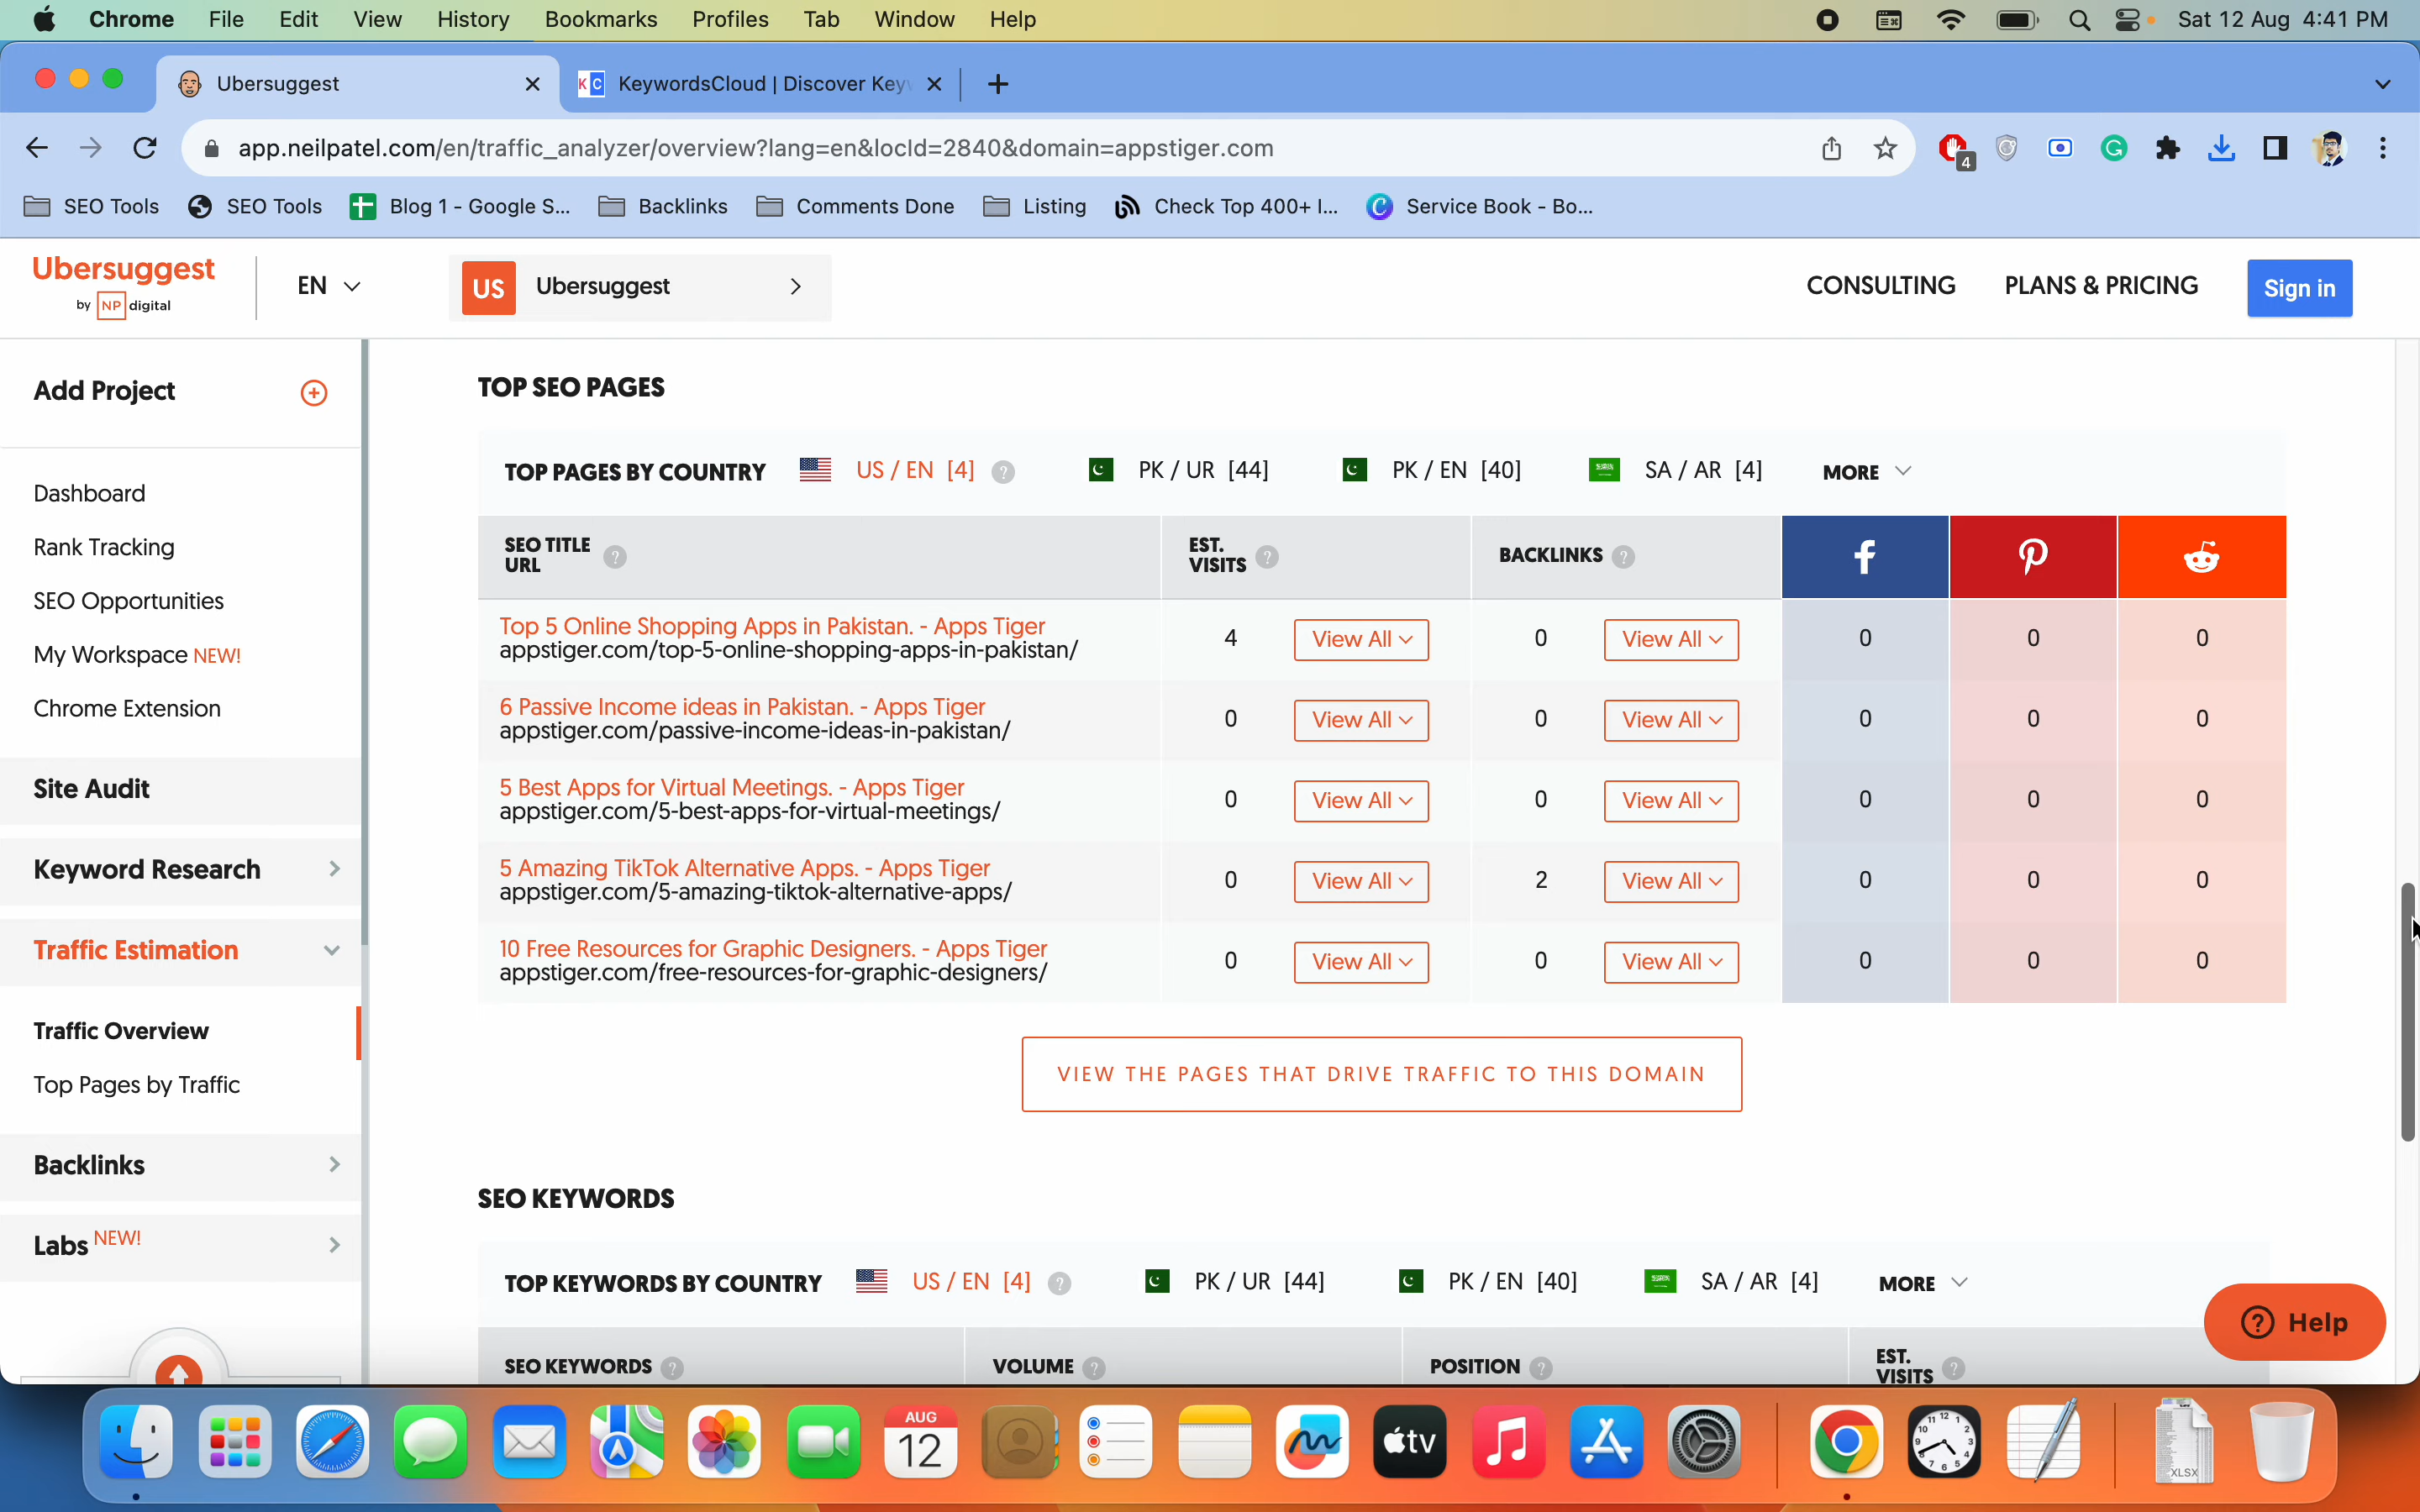 Chrome File Edit View History Bookmarks Profiles Tab Window Help Sat 12 Aug 4:41 PM
Ubersuggest KeywordsCloud | Discover Key
app.neilpatel.com/en/traffic_analyzer/overview?lang=en&locId=2840&domain=appstiger.com 4
SEO Tools SEO Tools Blog 1 - Google S... Backlinks Comments Done Listing Check Top 400+ I... Service Book - Bo...
Ubersuggest
by NP digital
EN US Ubersuggest CONSULTING PLANS & PRICING Sign in
Add Project
Dashboard
Rank Tracking
SEO Opportunities
My Workspace NEW!
Chrome Extension
Site Audit
Keyword Research
Traffic Estimation
Traffic Overview
Top Pages by Traffic
Backlinks
Labs NEW!
TOP SEO PAGES
TOP PAGES BY COUNTRY US / EN [4] ? PK / UR [44] PK / EN [40] SA / AR [4] MORE
SEO TITLE
URL ?
EST.
VISITS ?
BACKLINKS ?
Top 5 Online Shopping Apps in Pakistan. - Apps Tiger
appstiger.com/top-5-online-shopping-apps-in-pakistan/
4 View All 0 View All 0 0 0
6 Passive Income ideas in Pakistan. - Apps Tiger
appstiger.com/passive-income-ideas-in-pakistan/
0 View All 0 View All 0 0 0
5 Best Apps for Virtual Meetings. - Apps Tiger
appstiger.com/5-best-apps-for-virtual-meetings/
0 View All 0 View All 0 0 0
5 Amazing TikTok Alternative Apps. - Apps Tiger
appstiger.com/5-amazing-tiktok-alternative-apps/
0 View All 2 View All 0 0 0
10 Free Resources for Graphic Designers. - Apps Tiger
appstiger.com/free-resources-for-graphic-designers/
0 View All 0 View All 0 0 0
VIEW THE PAGES THAT DRIVE TRAFFIC TO THIS DOMAIN
SEO KEYWORDS
TOP KEYWORDS BY COUNTRY US / EN [4] ? PK / UR [44] PK / EN [40] SA / AR [4] MORE
SEO KEYWORDS ? VOLUME ? POSITION ? EST.
VISITS ?
Help
AUG
12
tv
XLSX